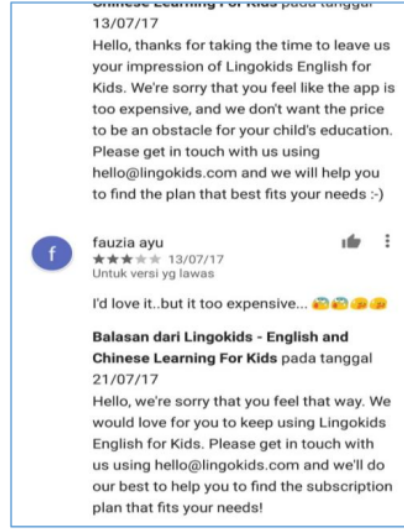 Chinese Learning For Kids pada tanggal
13/07/17
Hello, thanks for taking the time to leave us
your impression of Lingokids English for
Kids. We're sorry that you feel like the app is
too expensive, and we don't want the price
to be an obstacle for your child's education.
Please get in touch with us using
hello@lingokids.com and we will help you
to find the plan that best fits your needs :-)
f
fauzia ayu
★★★★★ 13/07/17
Untuk versi yg lawas
I'd love it..but it too expensive...
Balasan dari Lingokids - English and
Chinese Learning For Kids pada tanggal
21/07/17
Hello, we're sorry that you feel that way. We
would love for you to keep using Lingokids
English for Kids. Please get in touch with
us using hello@lingokids.com and we'll do
our best to help you to find the subscription
plan that fits your needs!